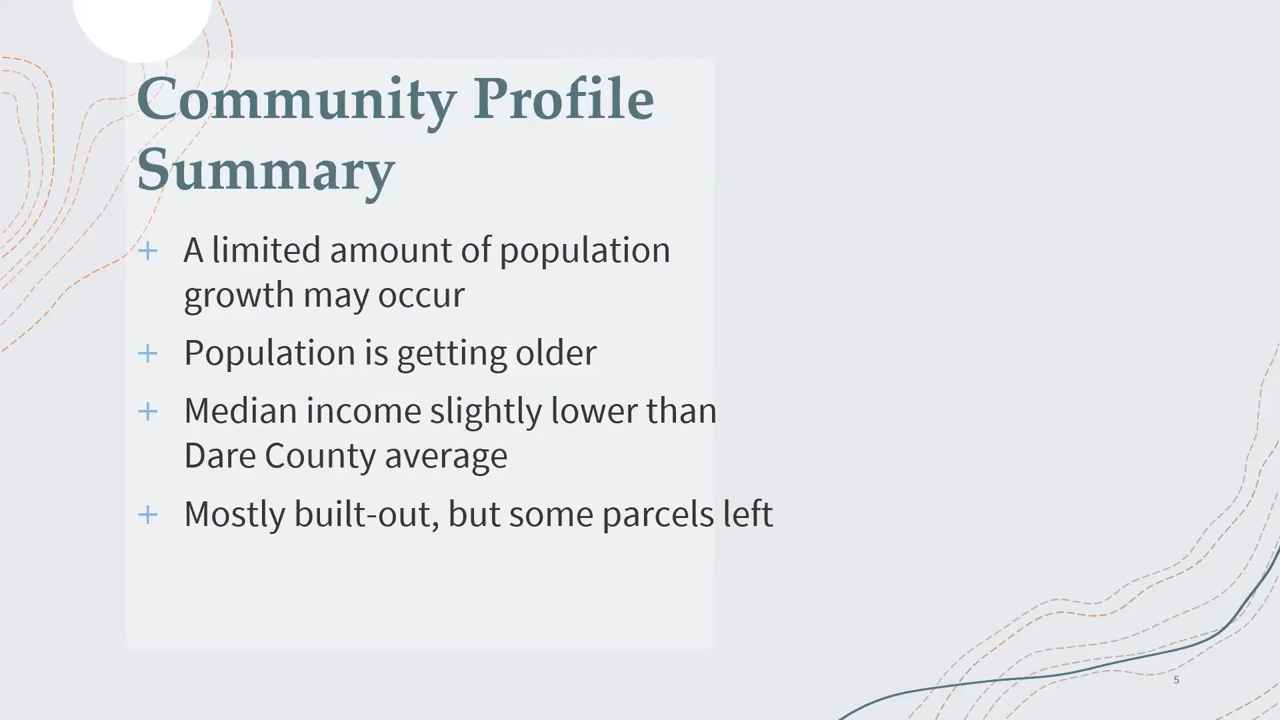 Community Profile
Summary
+ A limited amount of population
growth may occur
+ Population is getting older
+ Median income slightly lower than
Dare County average
+ Mostly built-out, but some parcels left
5